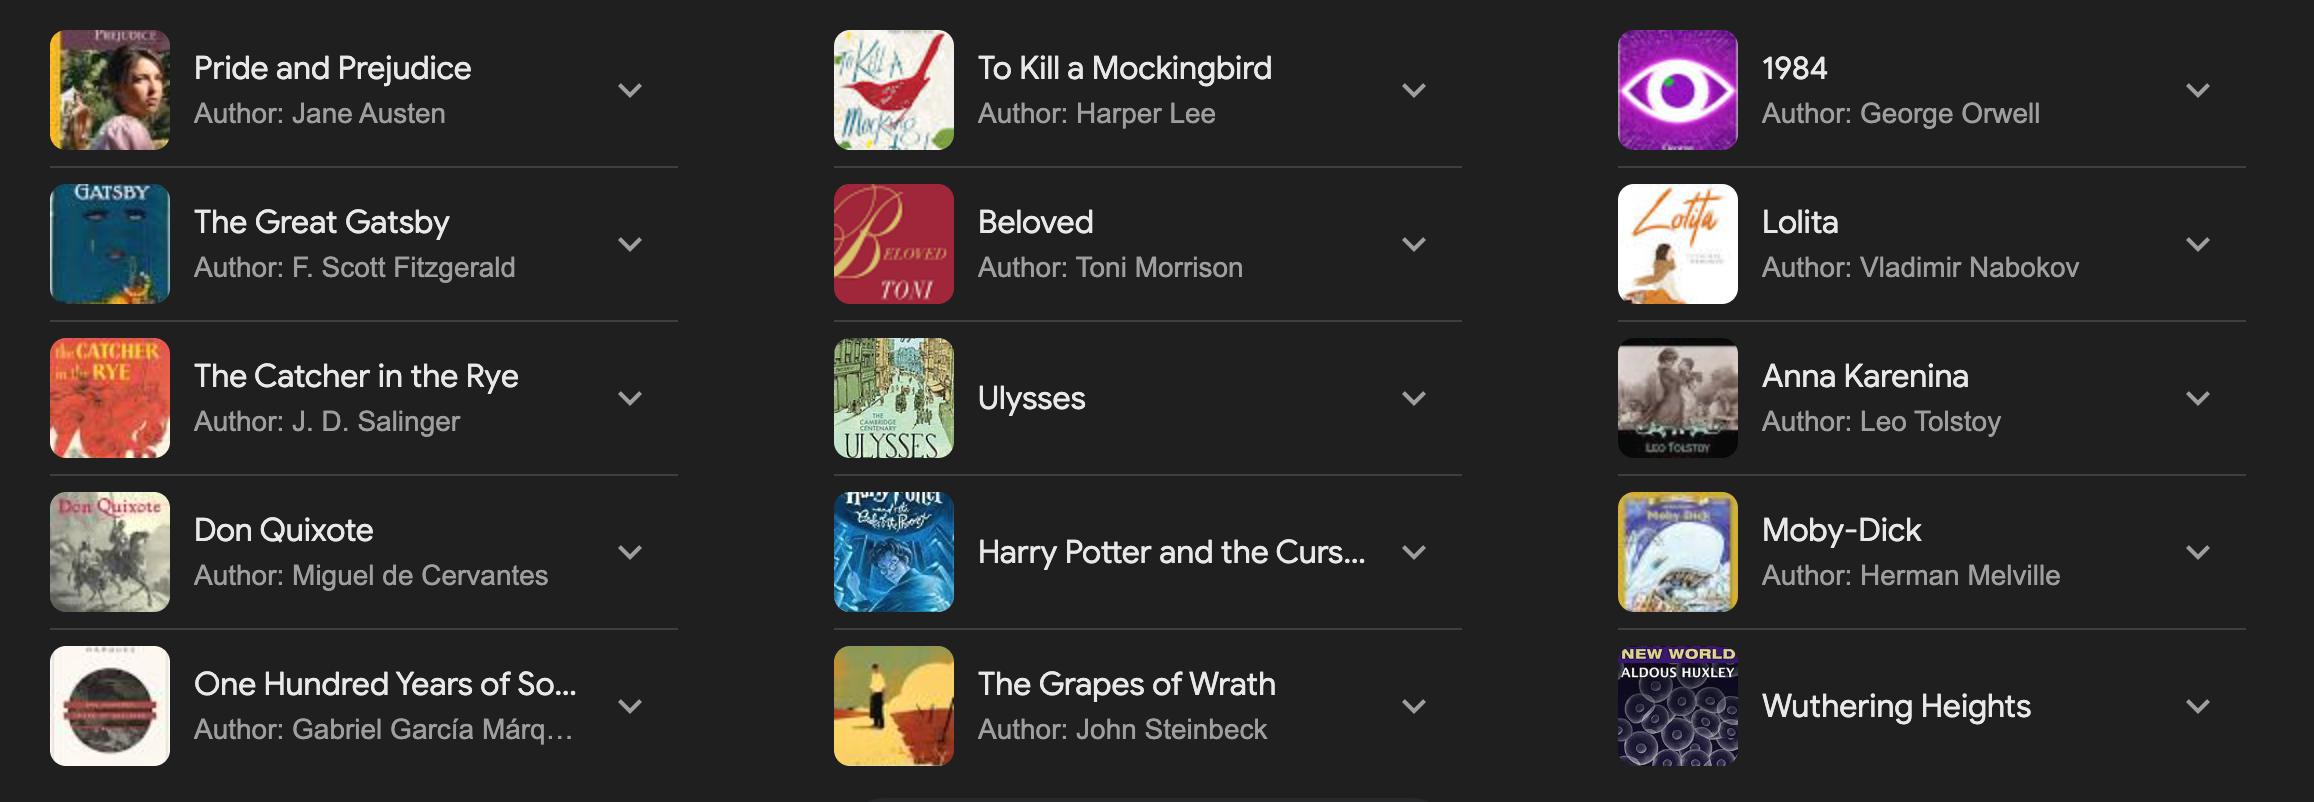 PREJUDICE
Pride and Prejudice
Author: Jane Austen
To Kill A
Mocking
To Kill a Mockingbird
Author: Harper Lee
1984
Author: George Orwell
GATSBY
The Great Gatsby
Author: F. Scott Fitzgerald
BELOVED
TONI
Beloved
Author: Toni Morrison
Lolita
Lolita
Author: Vladimir Nabokov
the CATCHER
in the RYE
The Catcher in the Rye
Author: J. D. Salinger
THE
CAMBRIDGE
CENTENARY
ULYSSES
Ulysses
LEO TOLSTOY
Anna Karenina
Author: Leo Tolstoy
Don Quixote
Don Quixote
Author: Miguel de Cervantes
Harry Potter
and the
Order of the Phoenix
Harry Potter and the Curs...
Moby Dick
Moby-Dick
Author: Herman Melville
One Hundred Years of So...
Author: Gabriel García Márq...
The Grapes of Wrath
Author: John Steinbeck
NEW WORLD
ALDOUS HUXLEY
Wuthering Heights